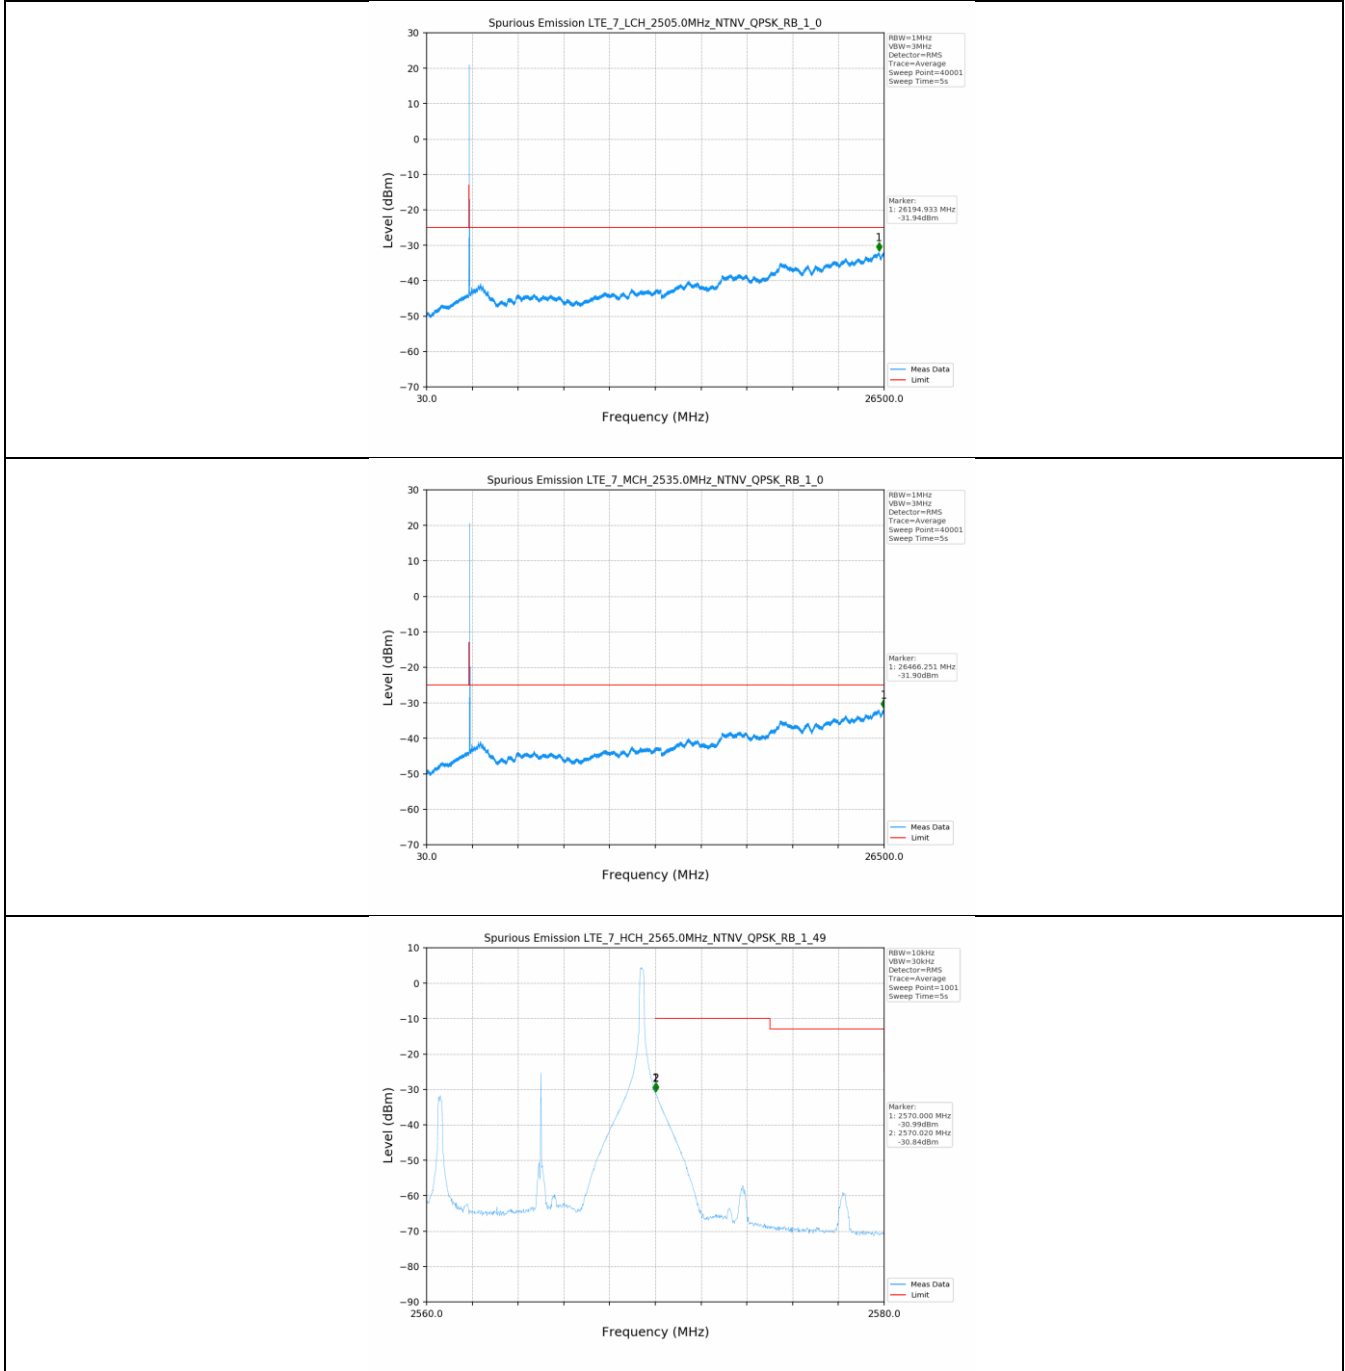 Spurious Emission LTE_7_LCH_2505.0MHz_NTNV_QPSK_RB_1_0
30
20
10
0
−10
−20
−30
−40
−50
−60
−70
Level (dBm)
30.0
26500.0
Frequency (MHz)
RBW=1MHz
VBW=3MHz
Detector=RMS
Trace=Average
Sweep Point=40001
Sweep Time=5s
Marker:
1: 26194.933 MHz
-31.94dBm
1
Meas Data
Limit
Spurious Emission LTE_7_MCH_2535.0MHz_NTNV_QPSK_RB_1_0
30
20
10
0
−10
−20
−30
−40
−50
−60
−70
Level (dBm)
30.0
26500.0
Frequency (MHz)
RBW=1MHz
VBW=3MHz
Detector=RMS
Trace=Average
Sweep Point=40001
Sweep Time=5s
Marker:
1: 26466.251 MHz
-31.90dBm
1
Meas Data
Limit
Spurious Emission LTE_7_HCH_2565.0MHz_NTNV_QPSK_RB_1_49
10
0
−10
−20
−30
−40
−50
−60
−70
−80
−90
Level (dBm)
2560.0
2580.0
Frequency (MHz)
RBW=10kHz
VBW=30kHz
Detector=RMS
Trace=Average
Sweep Point=1001
Sweep Time=5s
Marker:
1: 2570.000 MHz
-30.99dBm
2: 2570.020 MHz
-30.84dBm
Meas Data
Limit